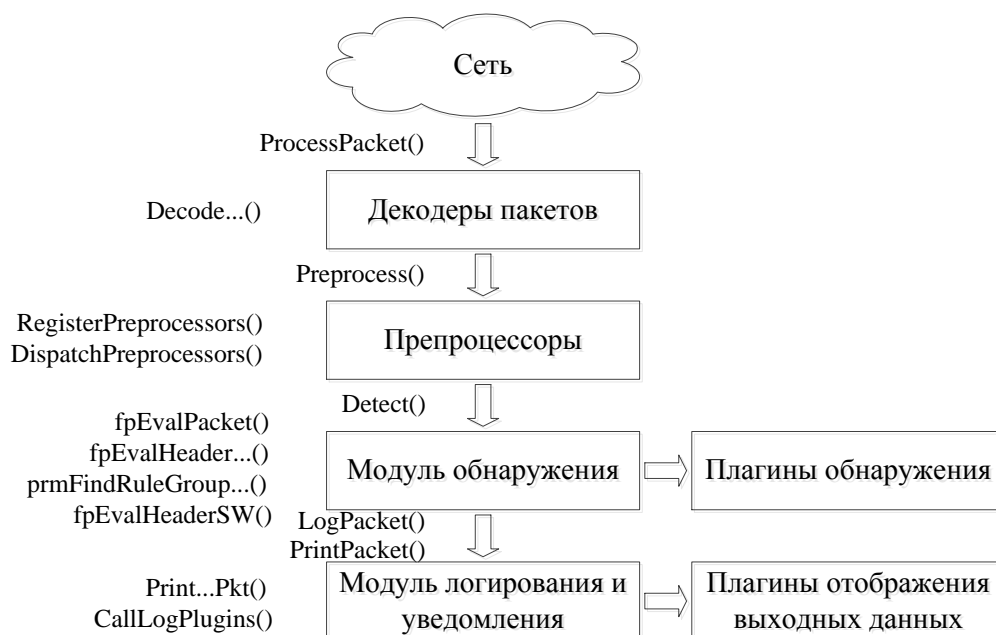 Сеть
ProcessPacket()
Decode...()
Декодеры пакетов
Preprocess()
RegisterPreprocessors()
DispatchPreprocessors()
Препроцессоры
Detect()
fpEvalPacket()
fpEvalHeader...()
prmFindRuleGroup...()
fpEvalHeaderSW()
Модуль обнаружения
Плагины обнаружения
LogPacket()
PrintPacket()
Print...Pkt()
CallLogPlugins()
Модуль логирования и
уведомления
Плагины отображения
выходных данных